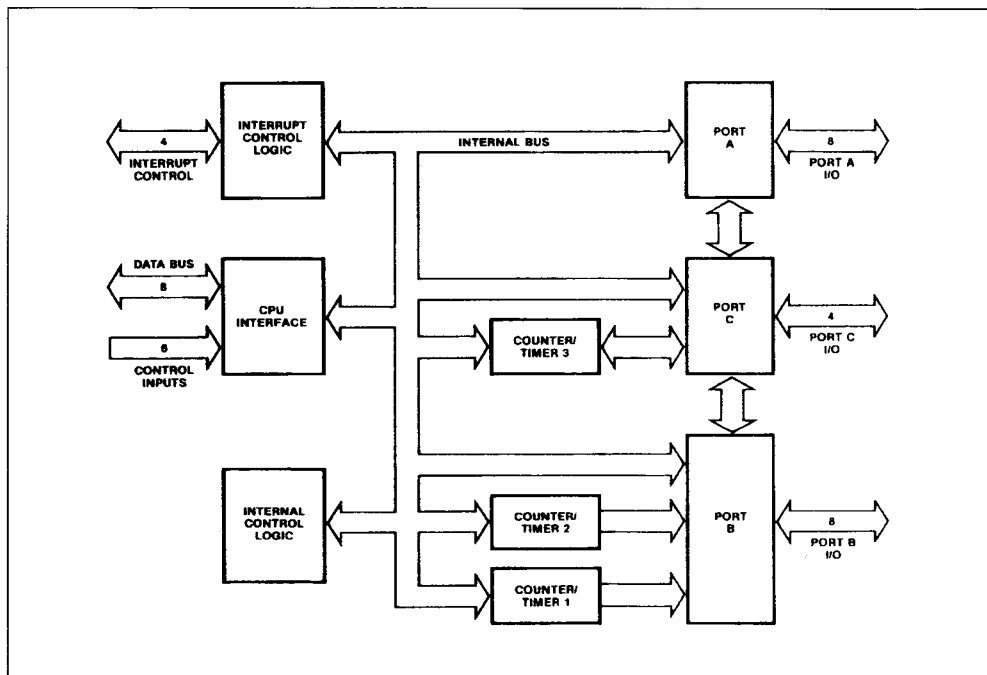 INTERRUPT
CONTROL
LOGIC
4
INTERRUPT
CONTROL
INTERNAL BUS
PORT
A
8
PORT A
I/O
DATA BUS
8
CPU
INTERFACE
6
CONTROL
INPUTS
PORT
C
4
PORT C
I/O
COUNTER/
TIMER 3
INTERNAL
CONTROL
LOGIC
COUNTER/
TIMER 2
COUNTER/
TIMER 1
PORT
B
8
PORT B
I/O